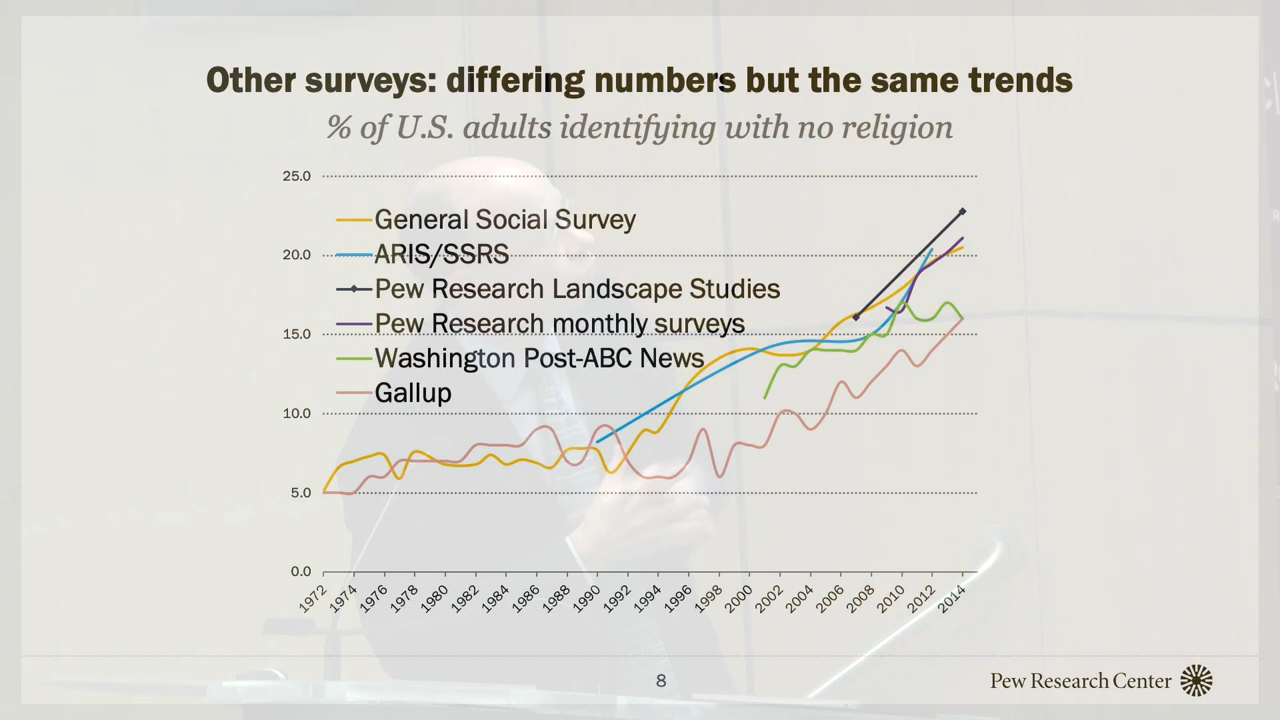 Other surveys: differing numbers but the same trends
% of U.S. adults identifying with no religion
25.0
20.0
15.0
10.0
5.0
0.0
General Social Survey
ARIS/SSRS
Pew Research Landscape Studies
Pew Research monthly surveys
Washington Post-ABC News
Gallup
1972 1974 1976 1978 1980 1982 1984 1986 1988 1990 1992 1994 1996 1998 2000 2002 2004 2006 2008 2010 2012 2014
8
Pew Research Center